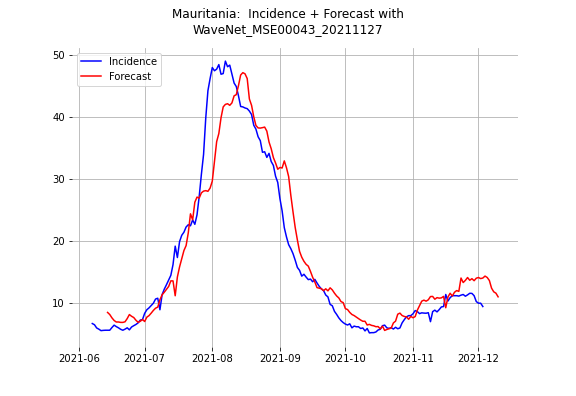 Mauritania:  Incidence + Forecast with
WaveNet_MSE00043_20211127
Incidence
Forecast
50
40
30
20
10
2021-06 2021-07 2021-08 2021-09 2021-10 2021-11 2021-12